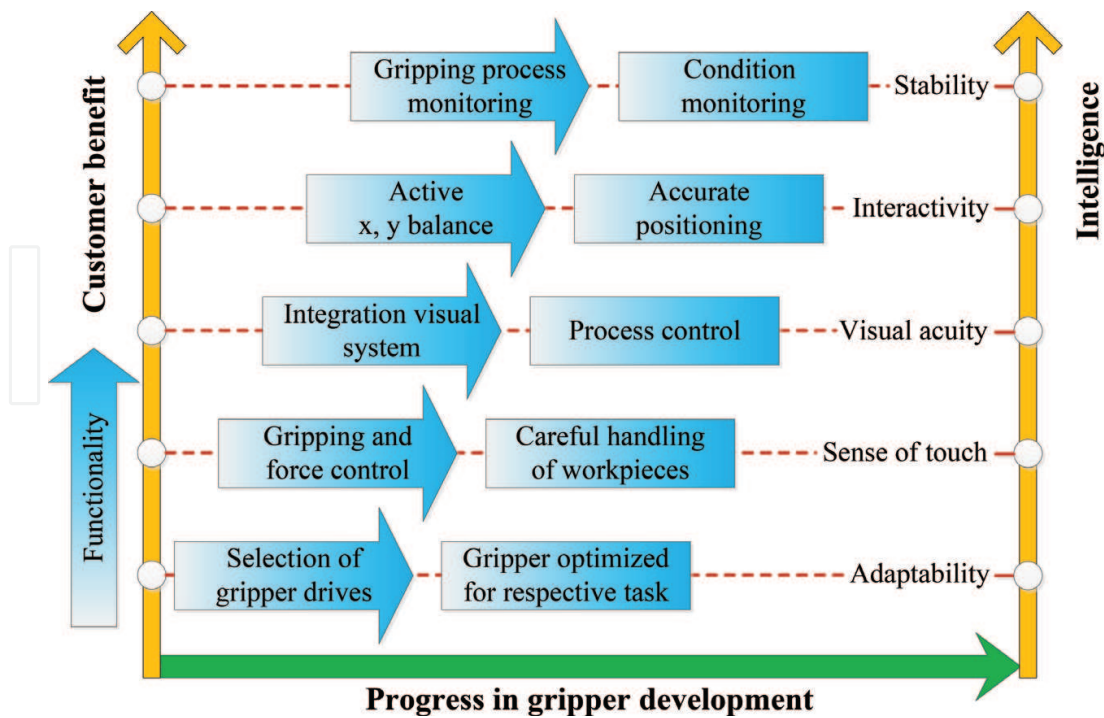 Customer benefit
Intelligence
Functionality
Gripping process
monitoring
Condition
monitoring
Stability
Active
x, y balance
Accurate
positioning
Interactivity
Integration visual
system
Process control
Visual acuity
Gripping and
force control
Careful handling
of workpieces
Sense of touch
Selection of
gripper drives
Gripper optimized
for respective task
Adaptability
Progress in gripper development